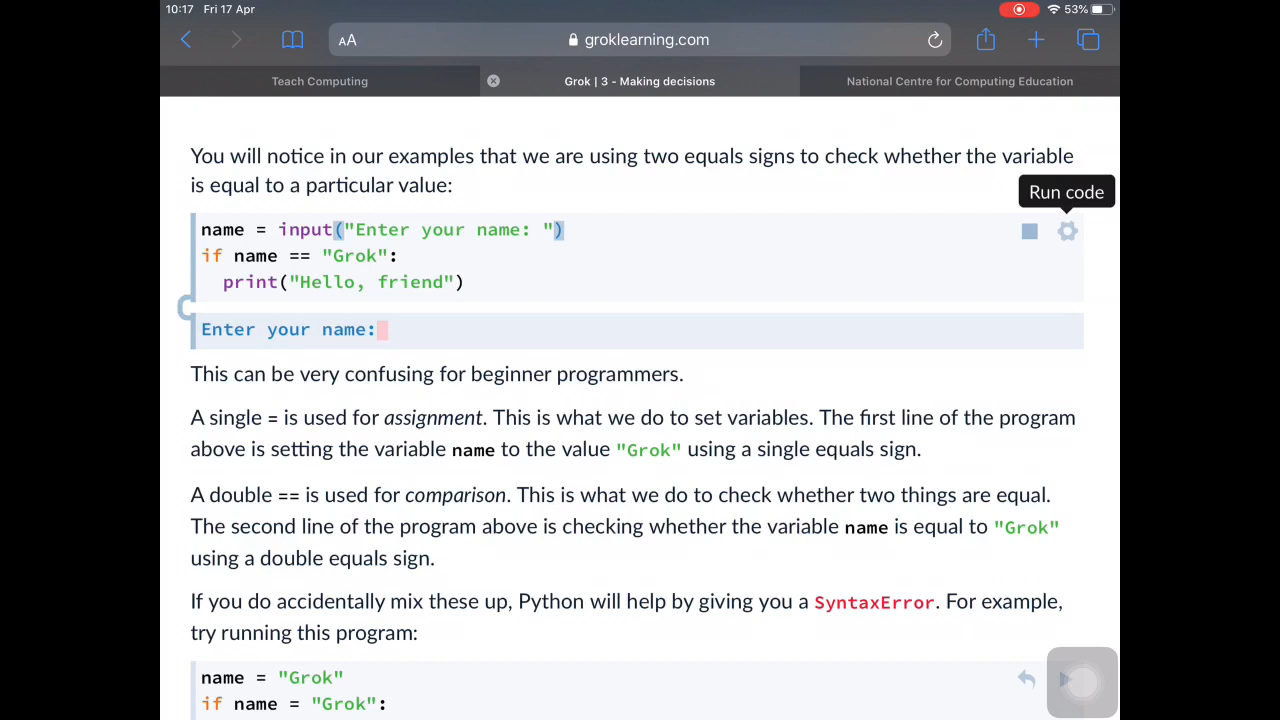 10:17 Fri 17 Apr 53%
AA groklearning.com
Teach Computing Grok | 3 - Making decisions National Centre for Computing Education
You will notice in our examples that we are using two equals signs to check whether the variable
is equal to a particular value:
Run code
name = input("Enter your name: ")
if name == "Grok":
print("Hello, friend")
Enter your name:
This can be very confusing for beginner programmers.
A single = is used for assignment. This is what we do to set variables. The first line of the program
above is setting the variable name to the value "Grok" using a single equals sign.
A double == is used for comparison. This is what we do to check whether two things are equal.
The second line of the program above is checking whether the variable name is equal to "Grok"
using a double equals sign.
If you do accidentally mix these up, Python will help by giving you a SyntaxError. For example,
try running this program:
name = "Grok"
if name = "Grok":